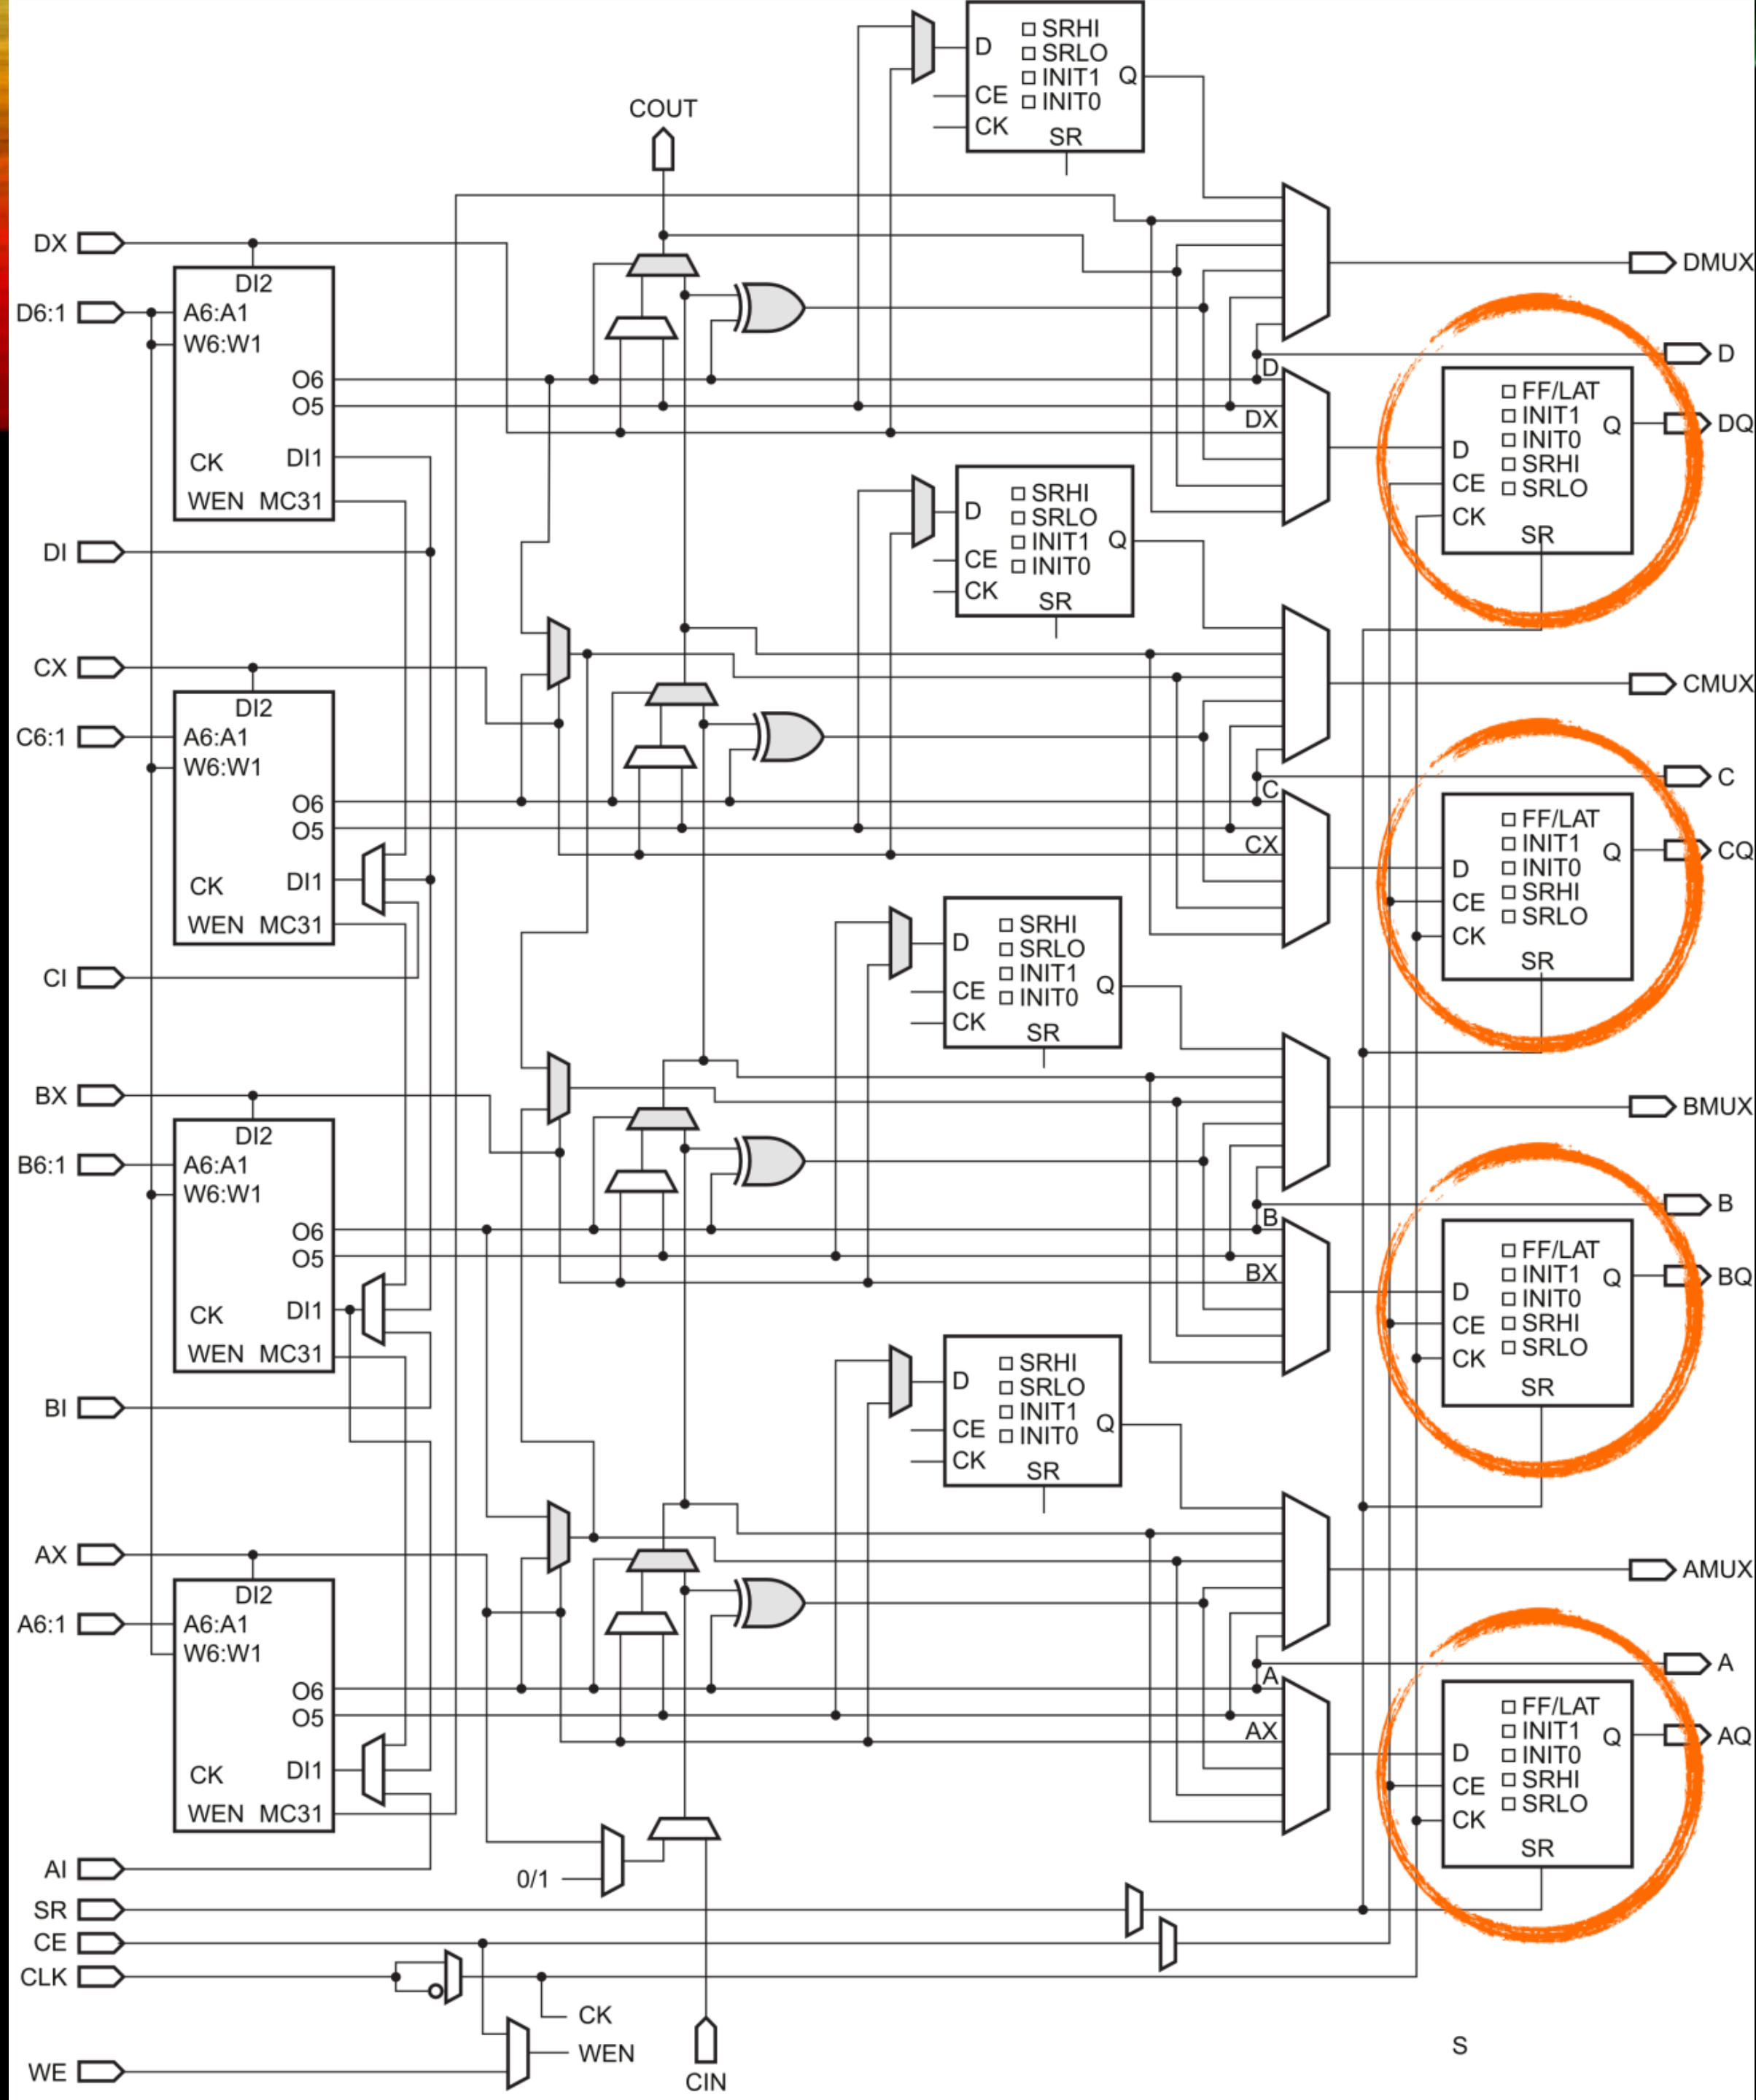 □ SRHI
D □ SRLO
□ INIT1 Q
CE □ INIT0
CK SR
COUT
DX
DI2
DMUX
D6:1
A6:A1
W6:W1
D
O6
D
□ FF/LAT
O5
DX
□ INIT1 Q DQ
□ INIT0
D
CK DI1
□ SRHI
CE □ SRLO
WEN MC31
CK
SR
□ SRHI
D □ SRLO
□ INIT1 Q
CE □ INIT0
CK SR
DI
CX
DI2
CMUX
C6:1
A6:A1
W6:W1
C
O6
C
□ FF/LAT
O5
CX
□ INIT1 Q CQ
□ INIT0
D
CK DI1
□ SRHI
CE □ SRLO
WEN MC31
CK
SR
□ SRHI
D □ SRLO
□ INIT1 Q
CE □ INIT0
CK SR
CI
BX
DI2
BMUX
B6:1
A6:A1
W6:W1
B
O6
B
□ FF/LAT
O5
BX
□ INIT1 Q BQ
□ INIT0
D
CK DI1
□ SRHI
CE □ SRLO
WEN MC31
CK
SR
□ SRHI
D □ SRLO
□ INIT1 Q
CE □ INIT0
CK SR
BI
AX
DI2
AMUX
A6:1
A6:A1
W6:W1
A
O6
A
□ FF/LAT
O5
AX
□ INIT1 Q AQ
□ INIT0
D
CK DI1
□ SRHI
CE □ SRLO
WEN MC31
CK
SR
AI
0/1
SR
CE
CLK
CK
WEN
WE
CIN
S